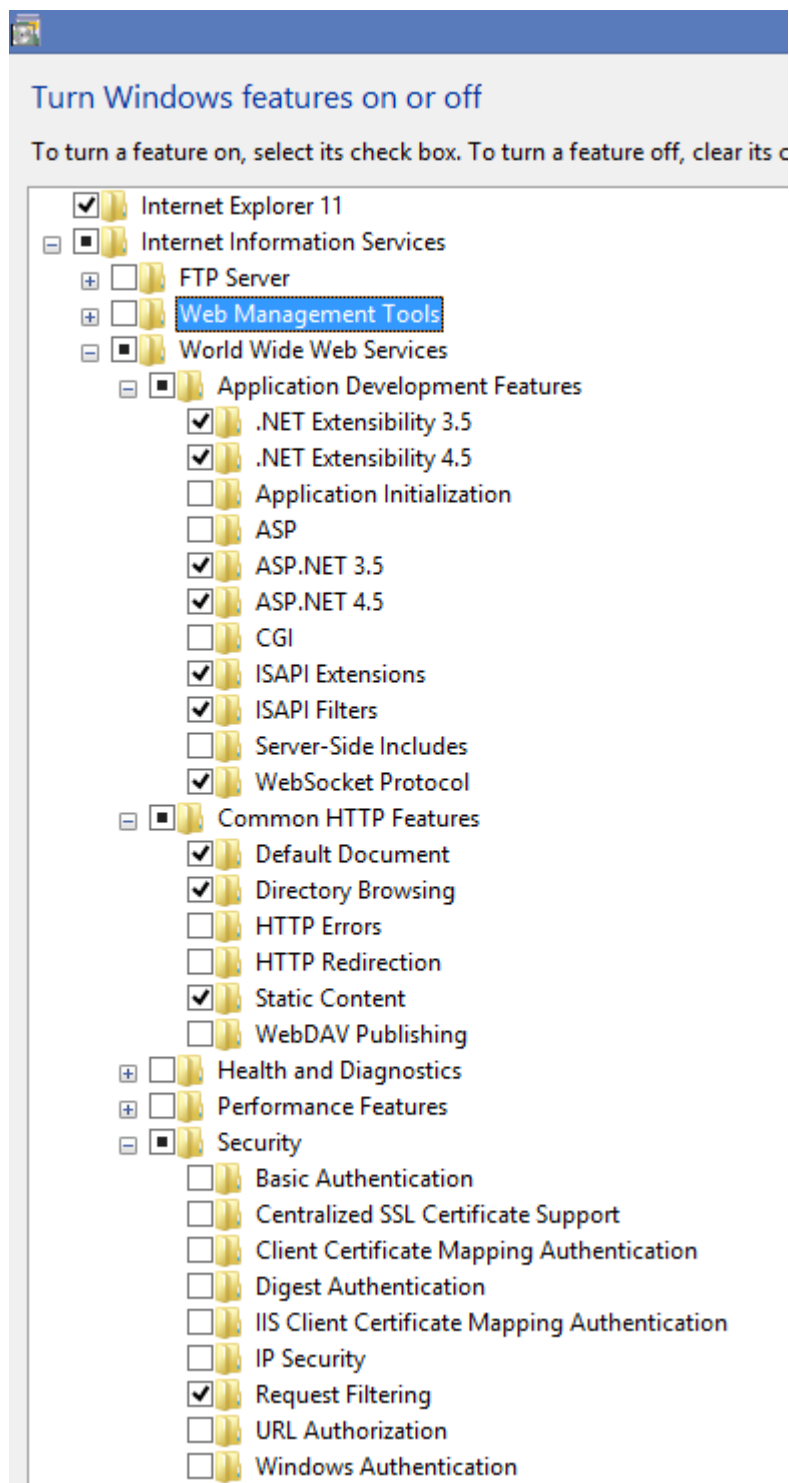 Turn Windows features on or off
To turn a feature on, select its check box. To turn a feature off, clear its
Internet Explorer 11
Internet Information Services
FTP Server
Web Management Tools
World Wide Web Services
Application Development Features
.NET Extensibility 3.5
.NET Extensibility 4.5
Application Initialization
ASP
ASP.NET 3.5
ASP.NET 4.5
CGI
ISAPI Extensions
ISAPI Filters
Server-Side Includes
WebSocket Protocol
Common HTTP Features
Default Document
Directory Browsing
HTTP Errors
HTTP Redirection
Static Content
WebDAV Publishing
Health and Diagnostics
Performance Features
Security
Basic Authentication
Centralized SSL Certificate Support
Client Certificate Mapping Authentication
Digest Authentication
IIS Client Certificate Mapping Authentication
IP Security
Request Filtering
URL Authorization
Windows Authentication